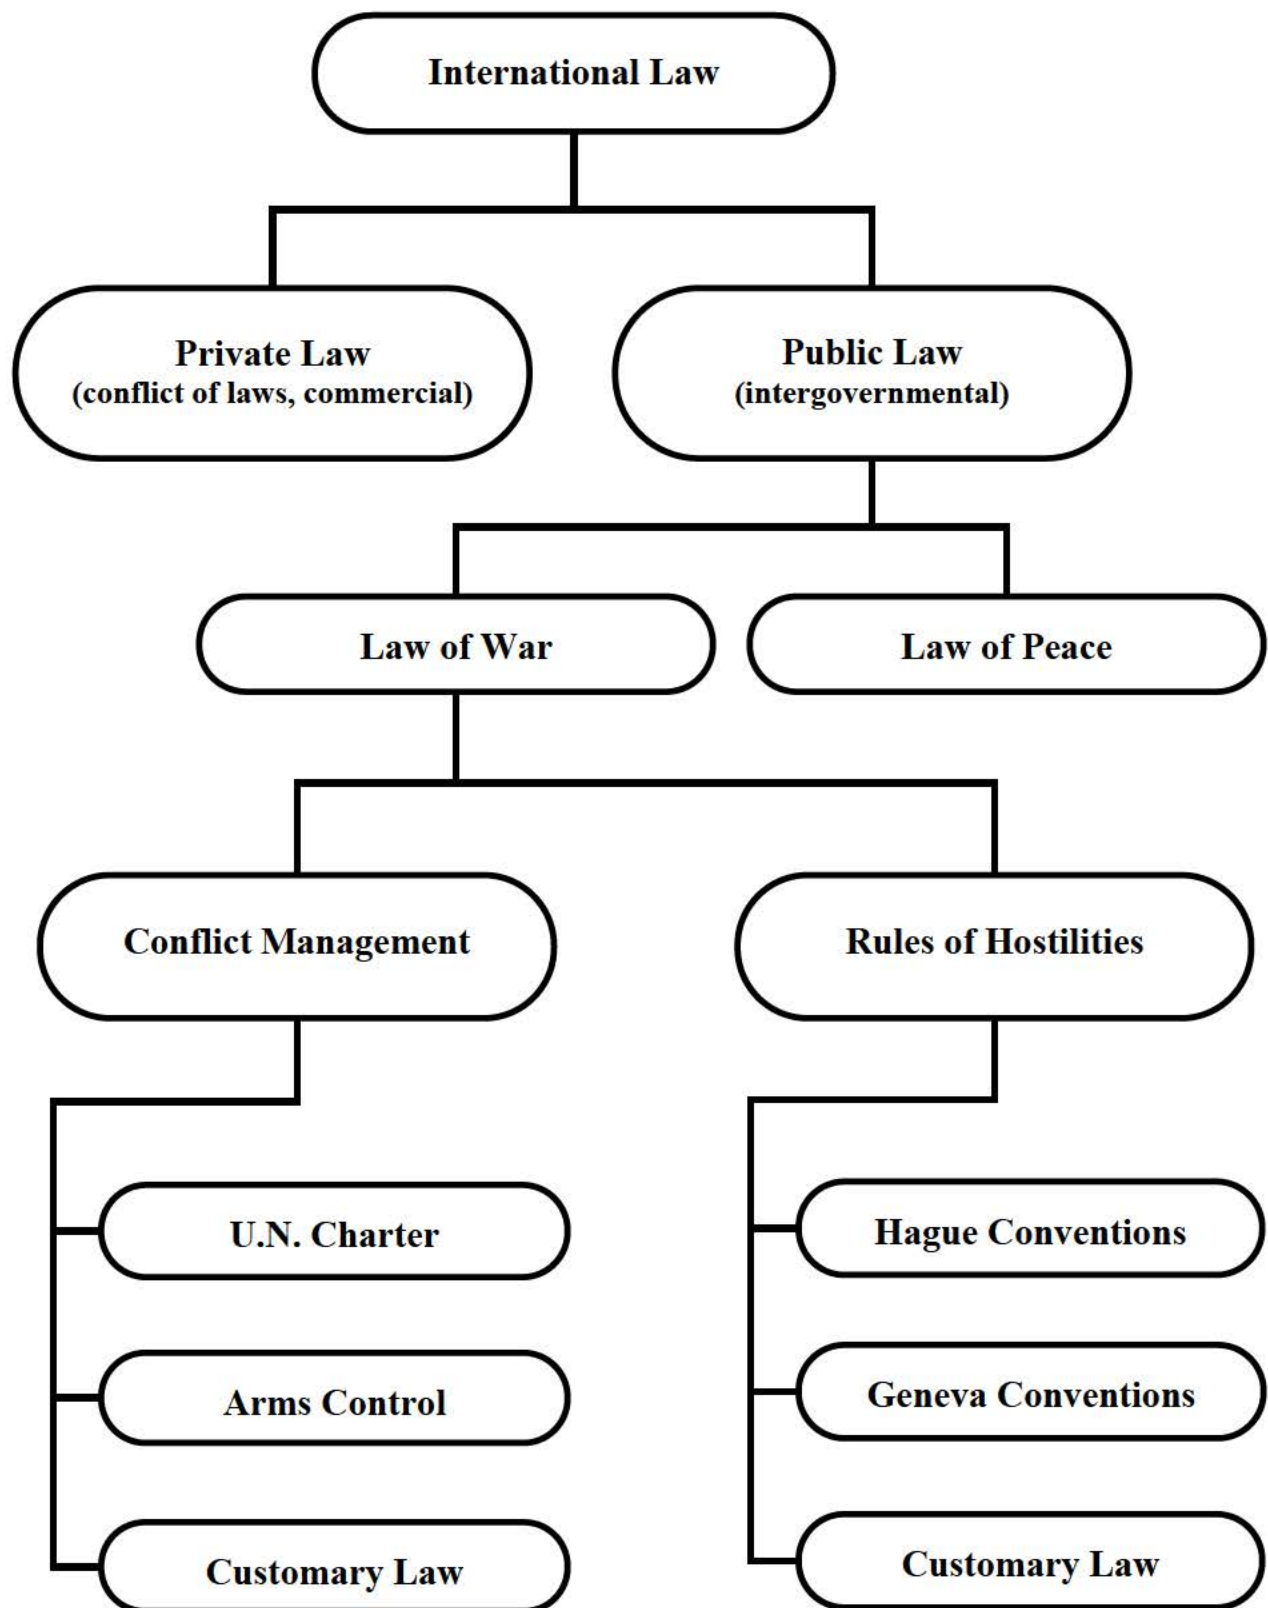 International Law
Private Law
(conflict of laws, commercial)
Public Law
(intergovernmental)
Law of War
Law of Peace
Conflict Management
Rules of Hostilities
U.N. Charter
Hague Conventions
Arms Control
Geneva Conventions
Customary Law
Customary Law